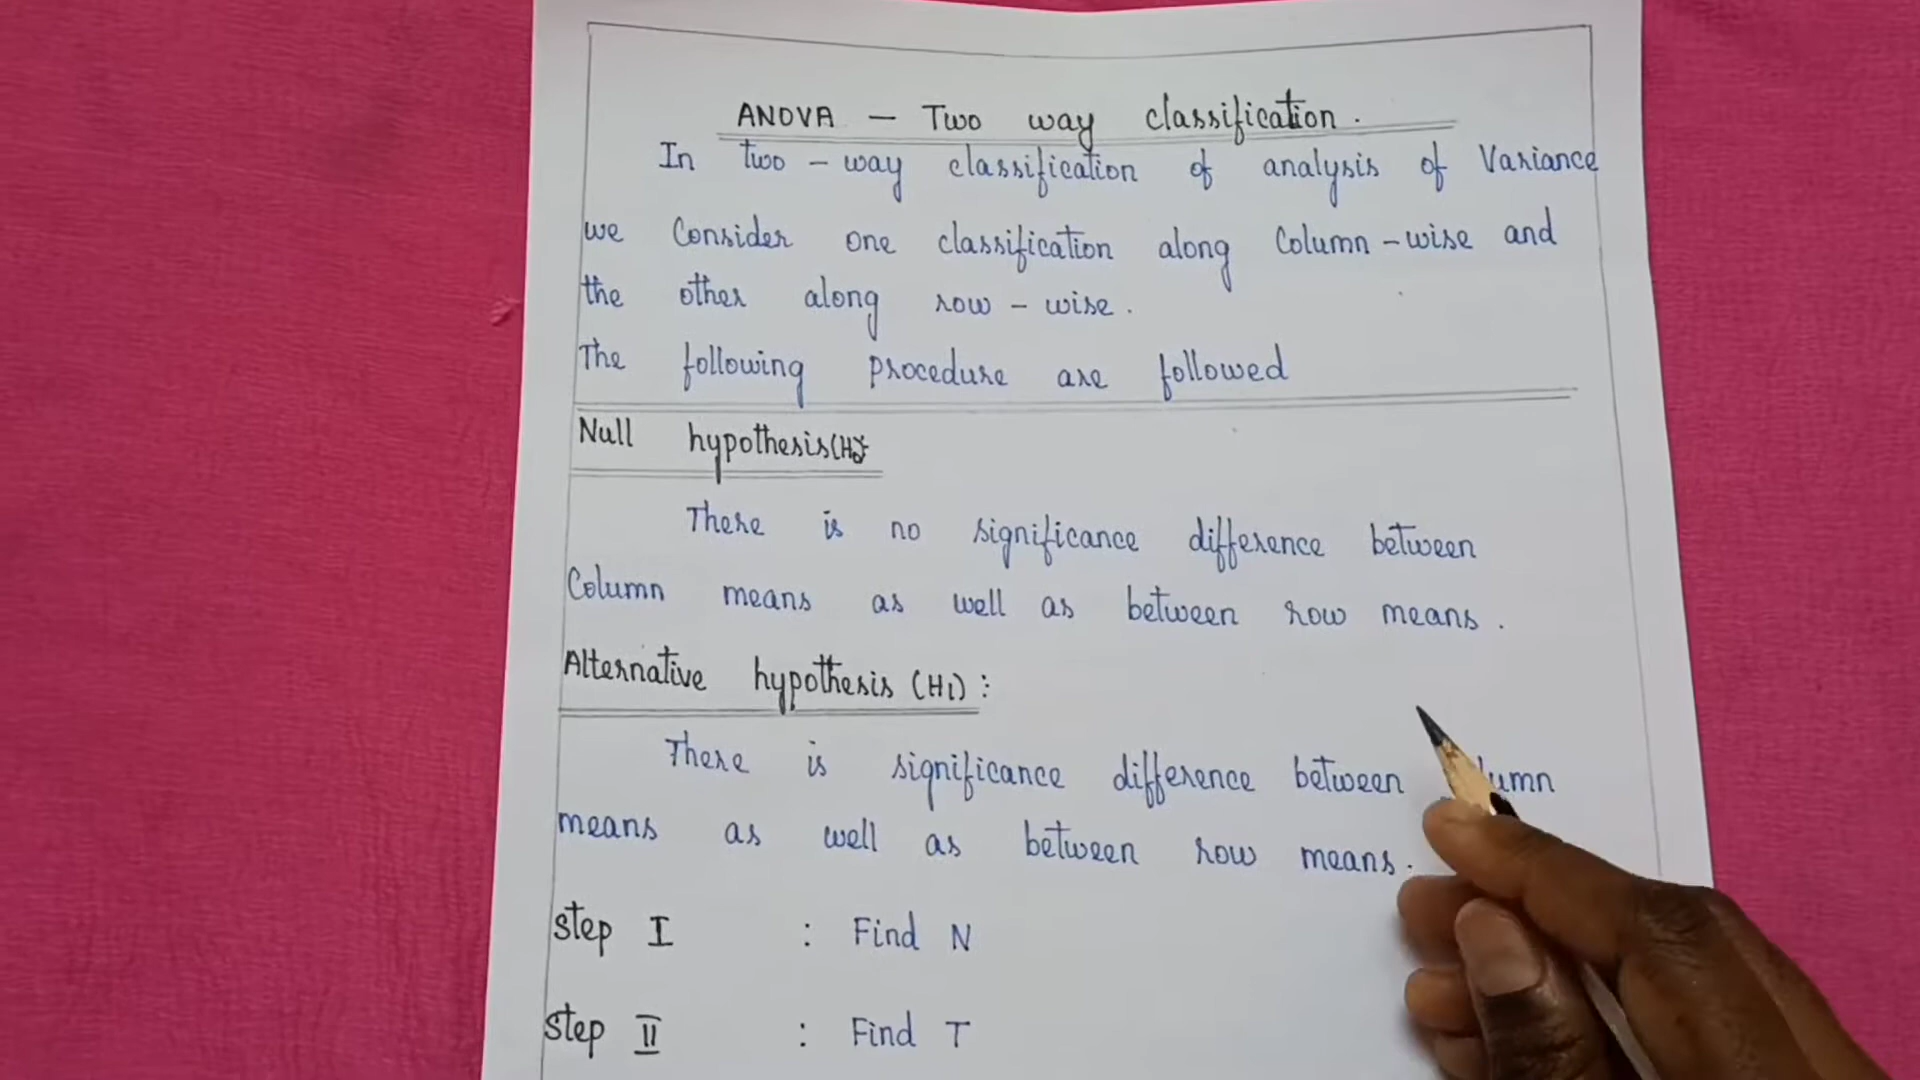 ANOVA - Two way classification.
In two-way classification of analysis of Variance
we Consider one classification along Column-wise and
the other along row-wise.
The following procedure are followed
Null hypothesis(H₀):
There is no significance difference between
Column means as well as between row means.
Alternative hypothesis (H1):
There is significance difference between
means as well as between row means.
step I : Find N
step II : Find T